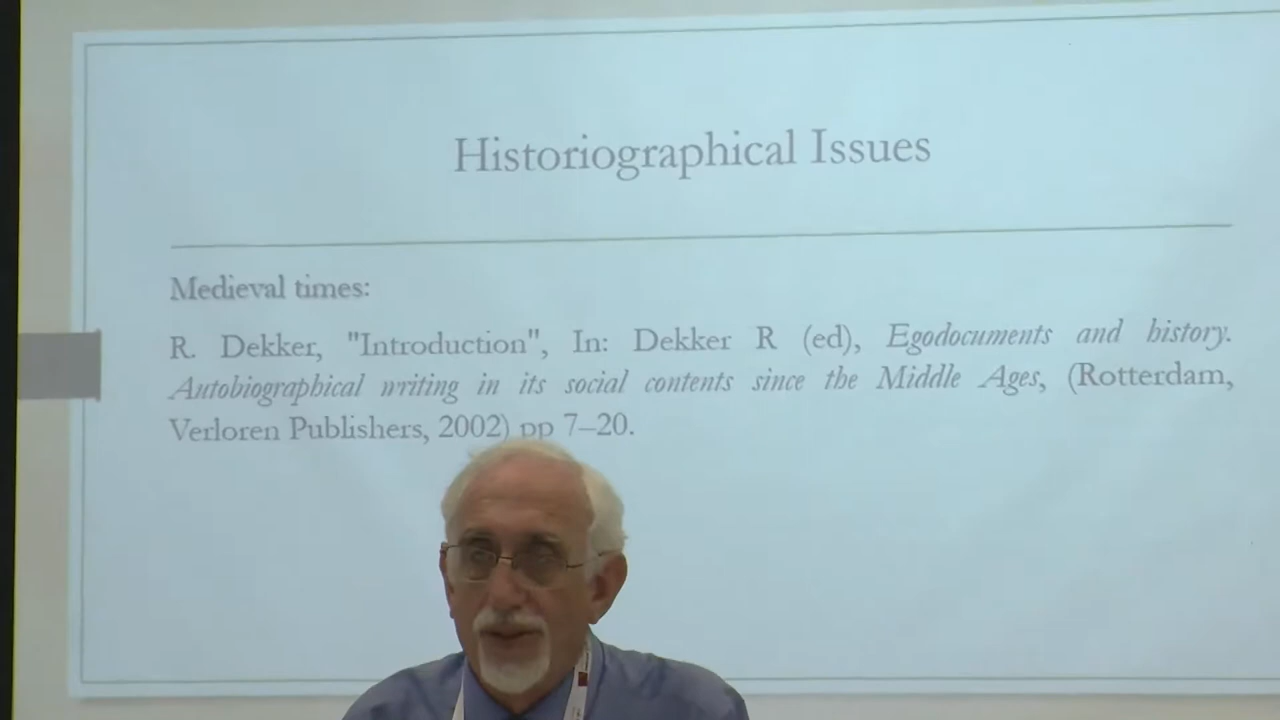 Historiographical Issues
Medieval times:
R. Dekker, "Introduction", In: Dekker R (ed), Egodocuments and history.
Autobiographical writing in its social contents since the Middle Ages, (Rotterdam,
Verloren Publishers, 2002) pp 7–20.